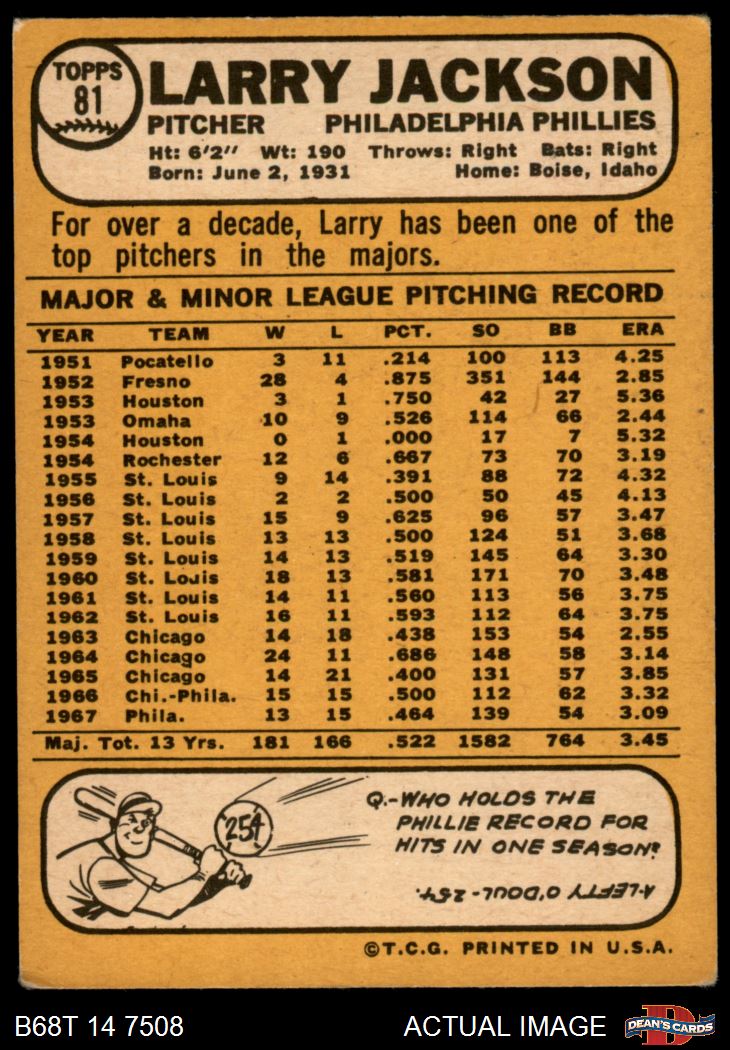 TOPPS
81
LARRY JACKSON
PITCHER PHILADELPHIA PHILLIES
Ht: 6'2'' Wt: 190 Throws: Right Bats: Right
Born: June 2, 1931 Home: Boise, Idaho
For over a decade, Larry has been one of the
top pitchers in the majors.
MAJOR & MINOR LEAGUE PITCHING RECORD
YEAR TEAM W L PCT. SO BB ERA
1951 Pocatello 3 11 .214 100 113 4.25
1952 Fresno 28 4 .875 351 144 2.85
1953 Houston 3 1 .750 42 27 5.36
1953 Omaha 10 9 .526 114 66 2.44
1954 Houston 0 1 .000 17 7 5.32
1954 Rochester 12 6 .667 73 70 3.19
1955 St. Louis 9 14 .391 88 72 4.32
1956 St. Louis 2 2 .500 50 45 4.13
1957 St. Louis 15 9 .625 96 57 3.47
1958 St. Louis 13 13 .500 124 51 3.68
1959 St. Louis 14 13 .519 145 64 3.30
1960 St. Louis 18 13 .581 171 70 3.48
1961 St. Louis 14 11 .560 113 56 3.75
1962 St. Louis 16 11 .593 112 64 3.75
1963 Chicago 14 18 .438 153 54 2.55
1964 Chicago 24 11 .686 148 58 3.14
1965 Chicago 14 21 .400 131 57 3.85
1966 Chi.-Phila. 15 15 .500 112 62 3.32
1967 Phila. 13 15 .464 139 54 3.09
Maj. Tot. 13 Yrs. 181 166 .522 1582 764 3.45
254
Q.-WHO HOLDS THE
PHILLIE RECORD FOR
HITS IN ONE SEASON?
A-LEFTY O'DOUL-254.
©T.C.G. PRINTED IN U.S.A.
B68T 14 7508 ACTUAL IMAGE
D
DEAN'S CARDS